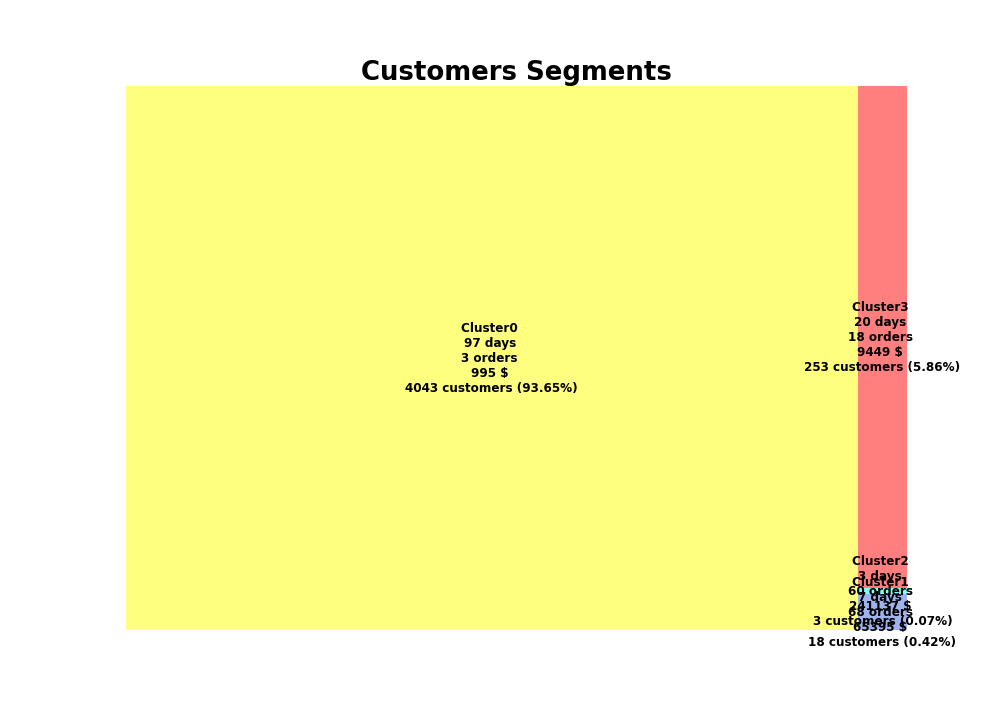 Customers Segments
Cluster0
97 days
3 orders
995 $
4043 customers (93.65%)
Cluster3
20 days
18 orders
9449 $
253 customers (5.86%)
Cluster2
3 days
60 orders
241137 $
3 customers (0.07%)
Cluster1
7 days
68 orders
65395 $
18 customers (0.42%)